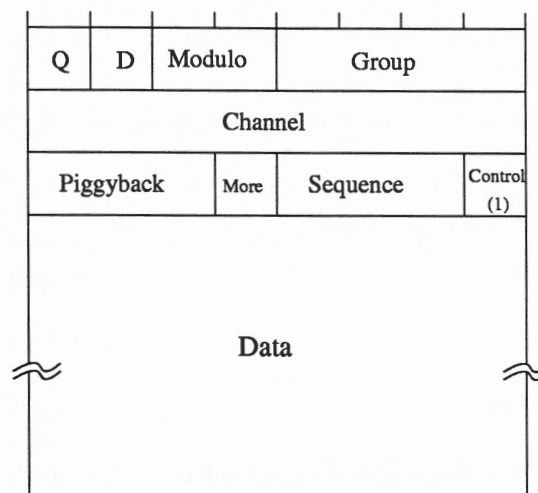 Q D Modulo Group
Channel
Piggyback More Sequence Control
(1)
Data